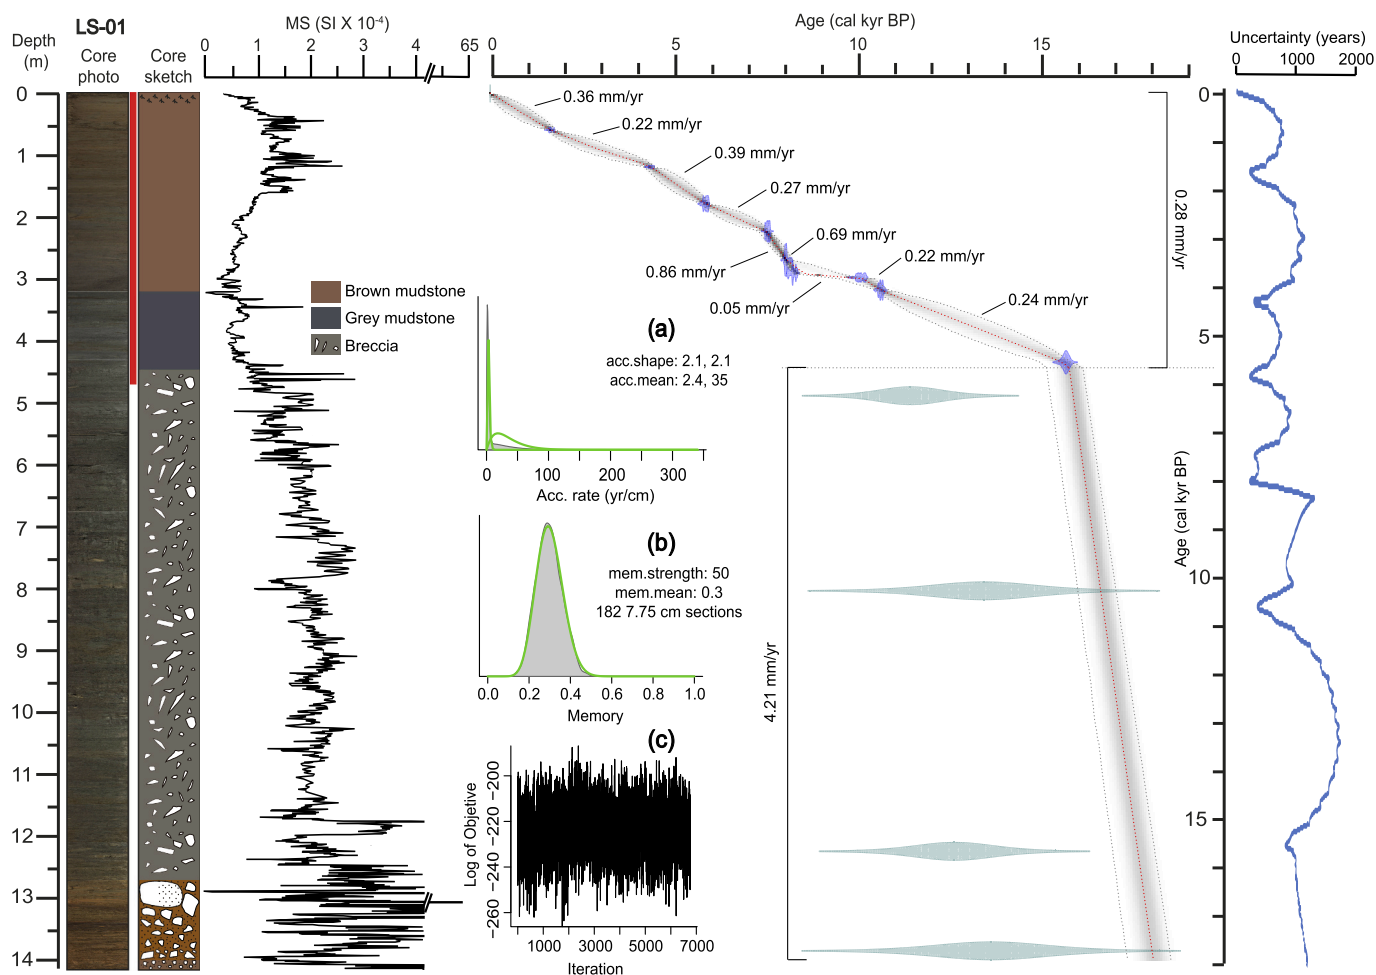 LS-01
Depth
(m)
Core
photo
Core
sketch
MS (SI X 10-4)
0 1 2 3 4 65
0
1
2
3
4
5
6
7
8
9
10
11
12
13
14
Brown mudstone
Grey mudstone
Breccia
Age (cal kyr BP)
0 5 10 15
0.36 mm/yr
0.22 mm/yr
0.39 mm/yr
0.27 mm/yr
0.69 mm/yr
0.86 mm/yr
0.22 mm/yr
0.05 mm/yr
0.24 mm/yr
0.28 mm/yr
4.21 mm/yr
(a)
acc.shape: 2.1, 2.1
acc.mean: 2.4, 35
0 100 200 300
Acc. rate (yr/cm)
(b)
mem.strength: 50
mem.mean: 0.3
182 7.75 cm sections
0.0 0.2 0.4 0.6 0.8 1.0
Memory
(c)
Log of Objetive
-200
-220
-240
-260
1000 3000 5000 7000
Iteration
Uncertainty (years)
0 1000 2000
Age (cal kyr BP)
0
5
10
15